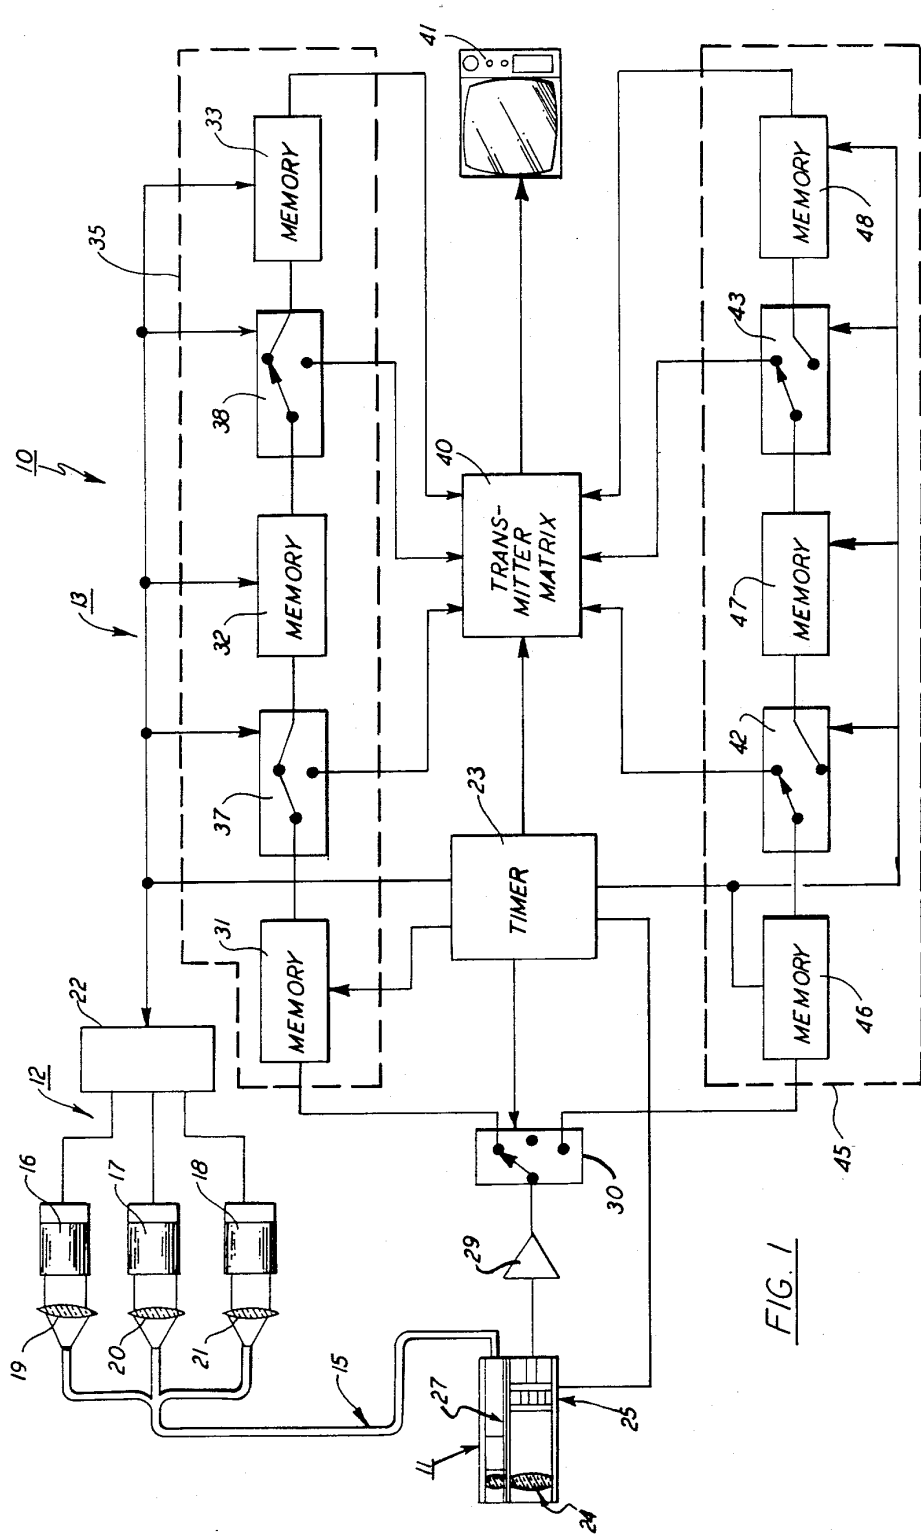 10
13
12
22
16
17
18
19
20
21
15
35
MEMORY
31
37
MEMORY
32
38
MEMORY
33
TIMER
23
TRANS-
MITTER
MATRIX
40
41
11
27
24
25
29
30
MEMORY
46
42
MEMORY
47
43
MEMORY
48
45
FIG. 1